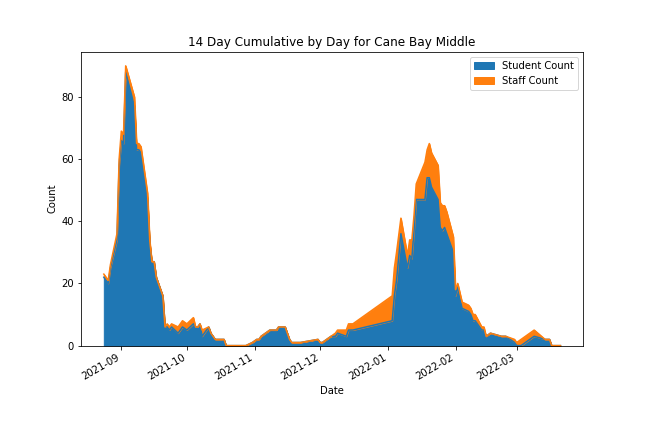 14 Day Cumulative by Day for Cane Bay Middle
Student Count
Staff Count
80
60
40
20
0
Count
2021-09
2021-10
2021-11
2021-12
2022-01
2022-02
2022-03
Date